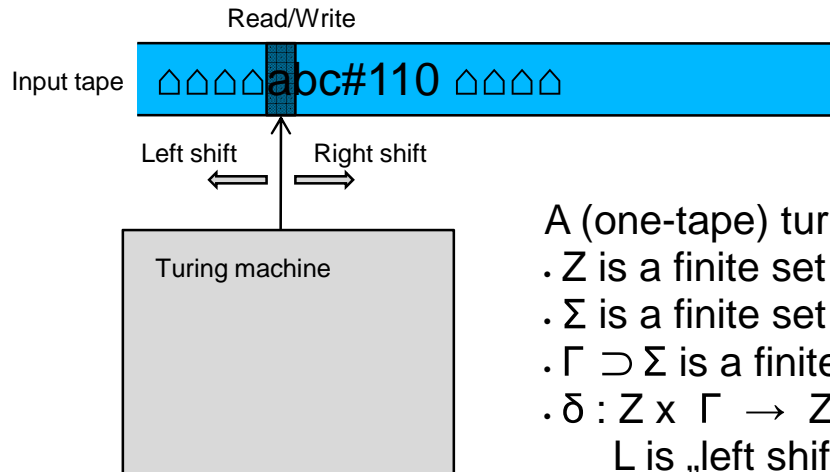 Read/Write
Input tape
⌂⌂⌂⌂abc#110 ⌂⌂⌂⌂
Left shift
Right shift
Turing machine
A (one-tape) tur
• Z is a finite set
• Σ is a finite set
• Γ ⊃ Σ is a finite
• δ : Z x Γ → Z
L is „left shif